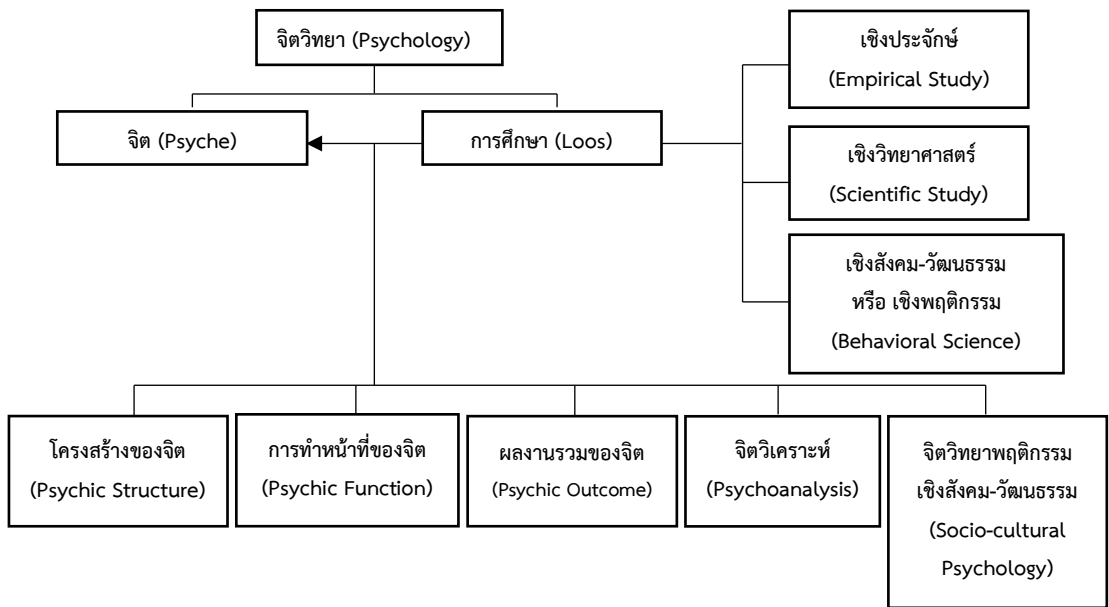 จิตวิทยา (Psychology)
จิต (Psyche)
การศึกษา (Loos)
เชิงประจักษ์
(Empirical Study)
เชิงวิทยาศาสตร์
(Scientific Study)
เชิงสังคม-วัฒนธรรม
หรือ เชิงพฤติกรรม
(Behavioral Science)
โครงสร้างของจิต
(Psychic Structure)
การทำหน้าที่ของจิต
(Psychic Function)
ผลงานรวมของจิต
(Psychic Outcome)
จิตวิเคราะห์
(Psychoanalysis)
จิตวิทยาพฤติกรรม
เชิงสังคม-วัฒนธรรม
(Socio-cultural
Psychology)